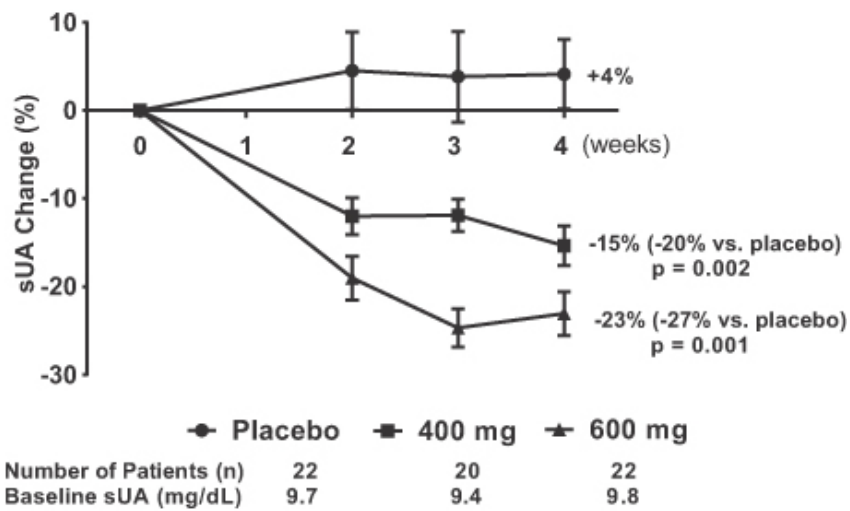 10
+4%
0
0 1 2 3 4 (weeks)
sUA Change (%)
-10
-15% (-20% vs. placebo)
p = 0.002
-20
-23% (-27% vs. placebo)
p = 0.001
-30
Placebo 400 mg 600 mg
Number of Patients (n) 22 20 22
Baseline sUA (mg/dL) 9.7 9.4 9.8